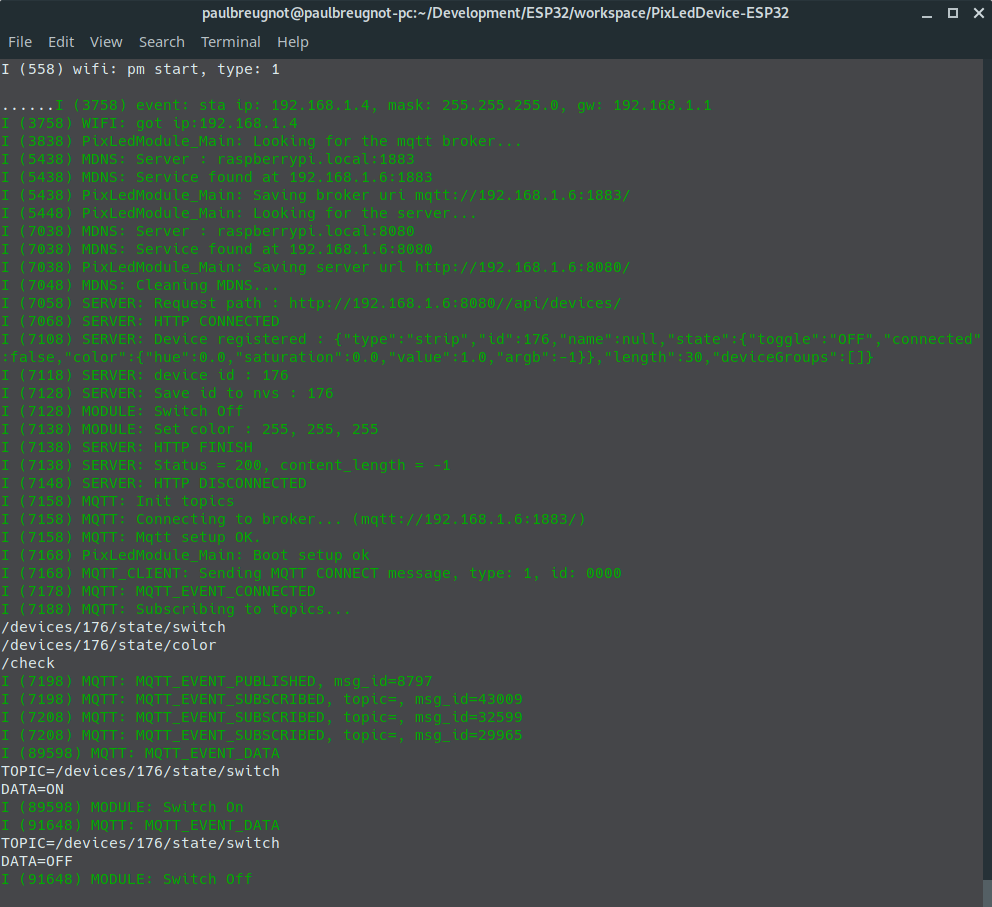 paulbreugnot@paulbreugnot-pc:~/Development/ESP32/workspace/PixLedDevice-ESP32
File Edit View Search Terminal Help
I (558) wifi: pm start, type: 1
......I (3758) event: sta ip: 192.168.1.4, mask: 255.255.255.0, gw: 192.168.1.1
I (3758) WIFI: got ip:192.168.1.4
I (3838) PixLedModule_Main: Looking for the mqtt broker...
I (5438) MDNS: Server : raspberrypi.local:1883
I (5438) MDNS: Service found at 192.168.1.6:1883
I (5438) PixLedModule_Main: Saving broker uri mqtt://192.168.1.6:1883/
I (5448) PixLedModule_Main: Looking for the server...
I (7038) MDNS: Server : raspberrypi.local:8080
I (7038) MDNS: Service found at 192.168.1.6:8080
I (7038) PixLedModule_Main: Saving server url http://192.168.1.6:8080/
I (7048) MDNS: Cleaning MDNS...
I (7058) SERVER: Request path : http://192.168.1.6:8080//api/devices/
I (7068) SERVER: HTTP CONNECTED
I (7108) SERVER: Device registered : {"type":"strip","id":176,"name":null,"state":{"toggle":"OFF","connected"
:false,"color":{"hue":0.0,"saturation":0.0,"value":1.0,"argb":-1}},"length":30,"deviceGroups":[]}
I (7118) SERVER: device id : 176
I (7128) SERVER: Save id to nvs : 176
I (7128) MODULE: Switch Off
I (7138) MODULE: Set color : 255, 255, 255
I (7138) SERVER: HTTP FINISH
I (7138) SERVER: Status = 200, content_length = -1
I (7148) SERVER: HTTP DISCONNECTED
I (7158) MQTT: Init topics
I (7158) MQTT: Connecting to broker... (mqtt://192.168.1.6:1883/)
I (7158) MQTT: Mqtt setup OK.
I (7168) PixLedModule_Main: Boot setup ok
I (7168) MQTT_CLIENT: Sending MQTT CONNECT message, type: 1, id: 0000
I (7178) MQTT: MQTT_EVENT_CONNECTED
I (7188) MQTT: Subscribing to topics...
/devices/176/state/switch
/devices/176/state/color
/check
I (7198) MQTT: MQTT_EVENT_PUBLISHED, msg_id=8797
I (7198) MQTT: MQTT_EVENT_SUBSCRIBED, topic=, msg_id=43009
I (7208) MQTT: MQTT_EVENT_SUBSCRIBED, topic=, msg_id=32599
I (7208) MQTT: MQTT_EVENT_SUBSCRIBED, topic=, msg_id=29965
I (89598) MQTT: MQTT_EVENT_DATA
TOPIC=/devices/176/state/switch
DATA=ON
I (89598) MODULE: Switch On
I (91648) MQTT: MQTT_EVENT_DATA
TOPIC=/devices/176/state/switch
DATA=OFF
I (91648) MODULE: Switch Off